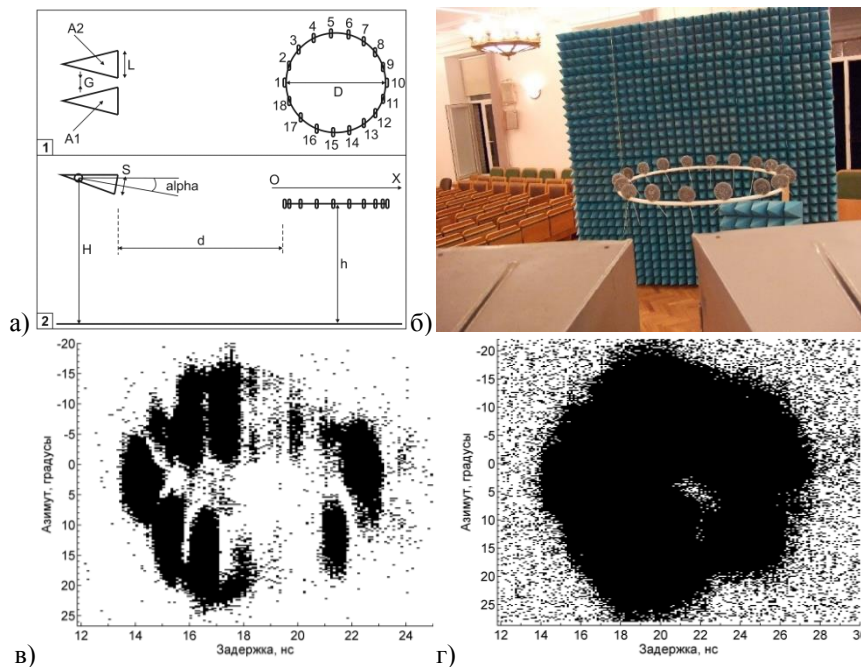 A2
L
G
A1
1
2
3
4
5
6
7
8
9
10
11
12
13
14
15
16
17
18
D
1
S
alpha
O
X
H
d
h
2
а)
б)
-20
-15
-10
-5
0
5
10
15
20
25
Азимут, градусы
12
14
16
18
20
22
24
Задержка, нс
в)
-20
-15
-10
-5
0
5
10
15
20
25
Азимут, градусы
12
14
16
18
20
22
24
26
28
30
Задержка, нс
г)